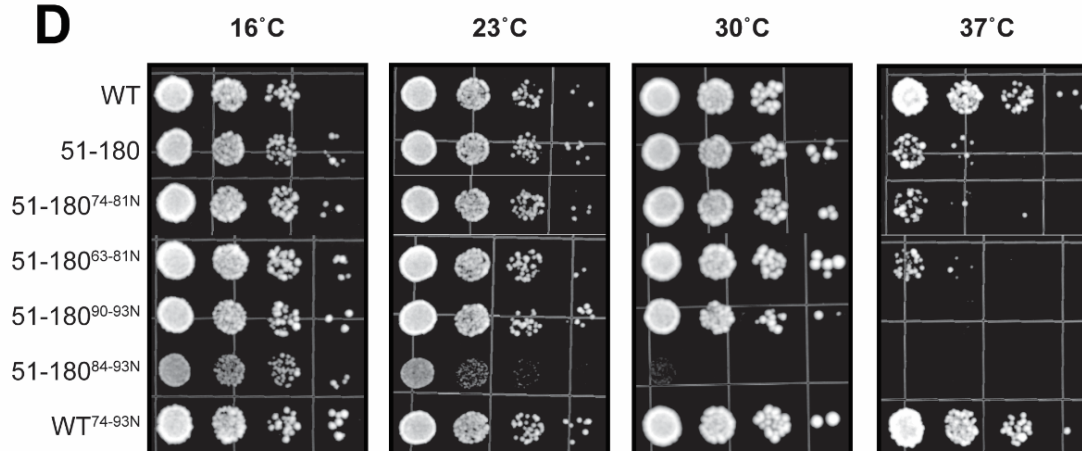 D 16˚C 23˚C 30˚C 37˚C
WT
51-180
51-180⁷⁴⁻⁸¹ᴺ
51-180⁶³⁻⁸¹ᴺ
51-180⁹⁰⁻⁹³ᴺ
51-180⁸⁴⁻⁹³ᴺ
WT⁷⁴⁻⁹³ᴺ